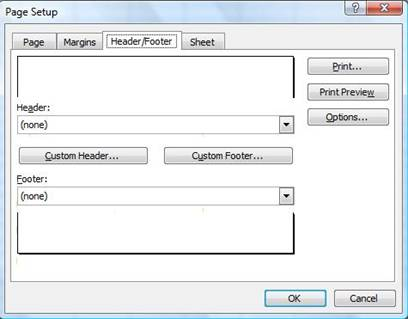 Page Setup
Page Margins Header/Footer Sheet
Print...
Print Preview
Header:
(none)
Options...
Custom Header... Custom Footer...
Footer:
(none)
OK Cancel